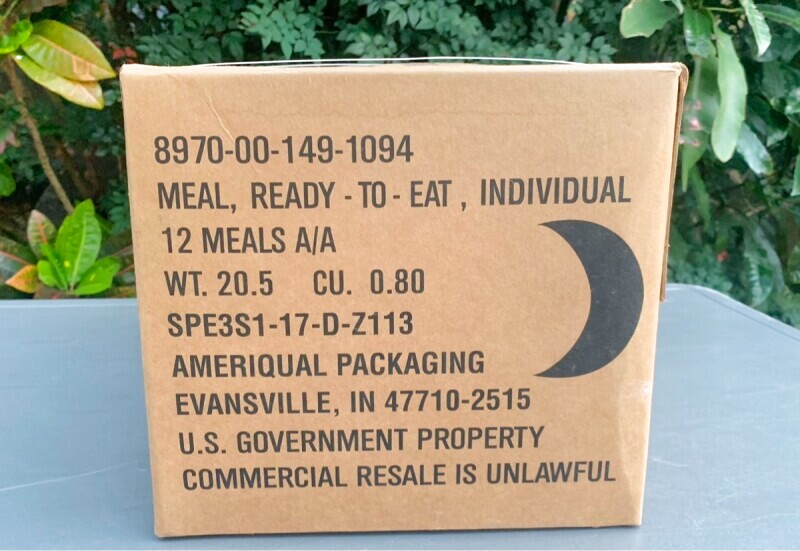 8970-00-149-1094
MEAL, READY - TO - EAT , INDIVIDUAL
12 MEALS A/A
WT. 20.5 CU. 0.80
SPE3S1-17-D-Z113
AMERIQUAL PACKAGING
EVANSVILLE, IN 47710-2515
U.S. GOVERNMENT PROPERTY
COMMERCIAL RESALE IS UNLAWFUL